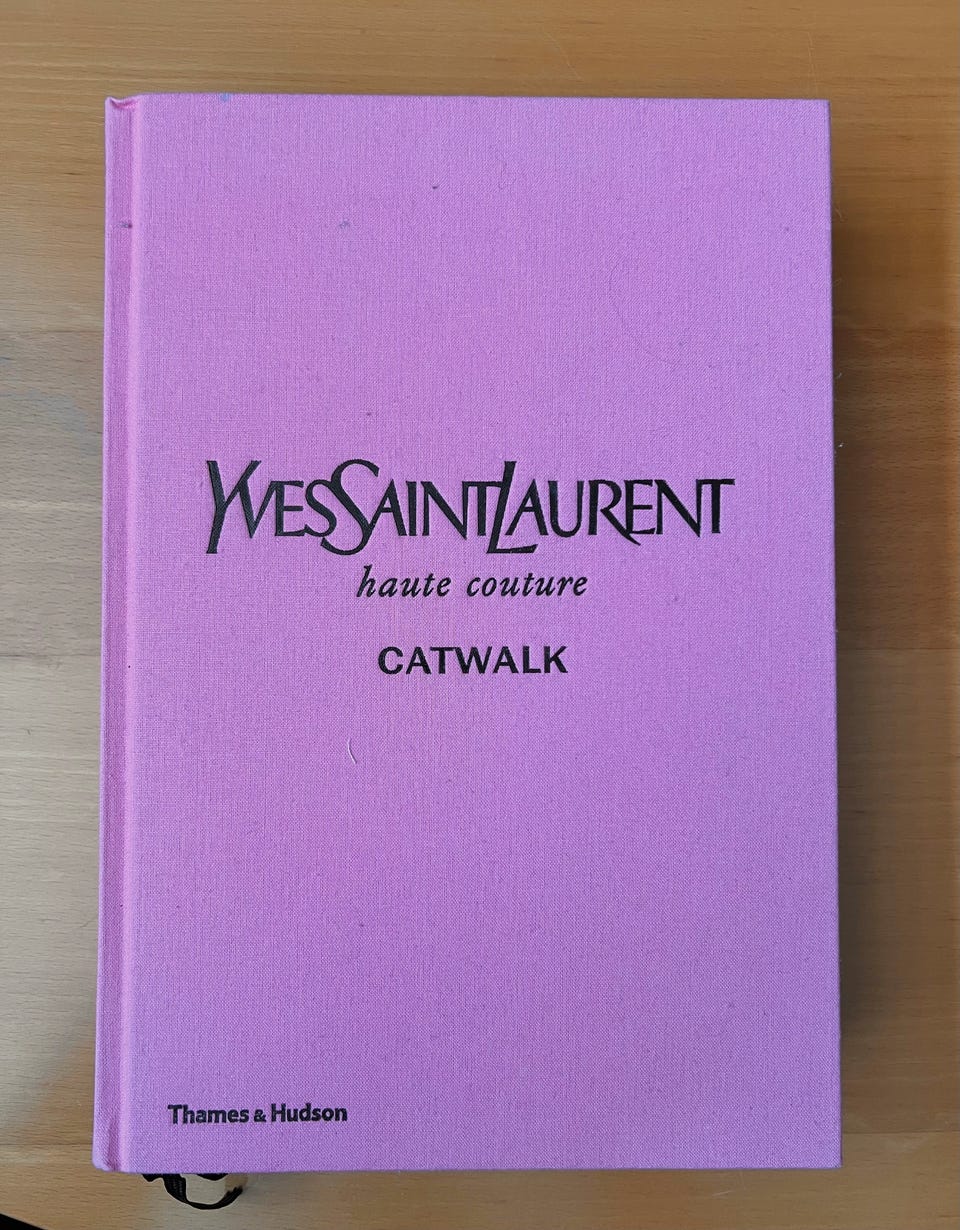 YVESSAINTLAURENT
haute couture
CATWALK
Thames & Hudson